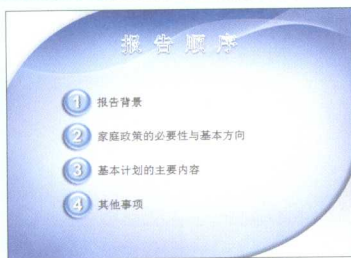 报告顺序
1 报告背景
2 家庭政策的必要性与基本方向
3 基本计划的主要内容
4 其他事项